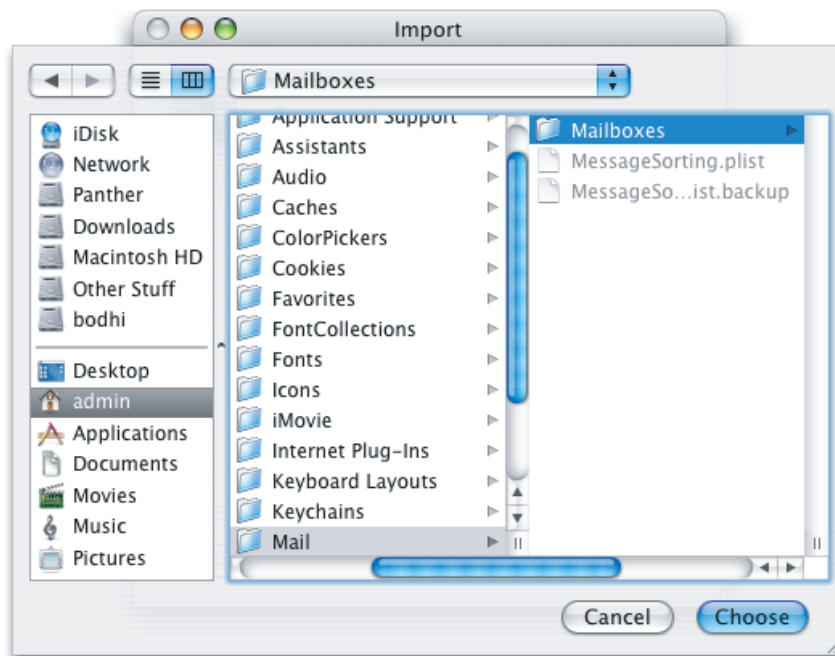 Import
Mailboxes
iDisk
Network
Panther
Downloads
Macintosh HD
Other Stuff
bodhi
Desktop
admin
Applications
Documents
Movies
Music
Pictures
Application Support
Assistants
Audio
Caches
ColorPickers
Cookies
Favorites
FontCollections
Fonts
Icons
iMovie
Internet Plug-Ins
Keyboard Layouts
Keychains
Mail
Mailboxes
MessageSorting.plist
MessageSo...ist.backup
Cancel
Choose